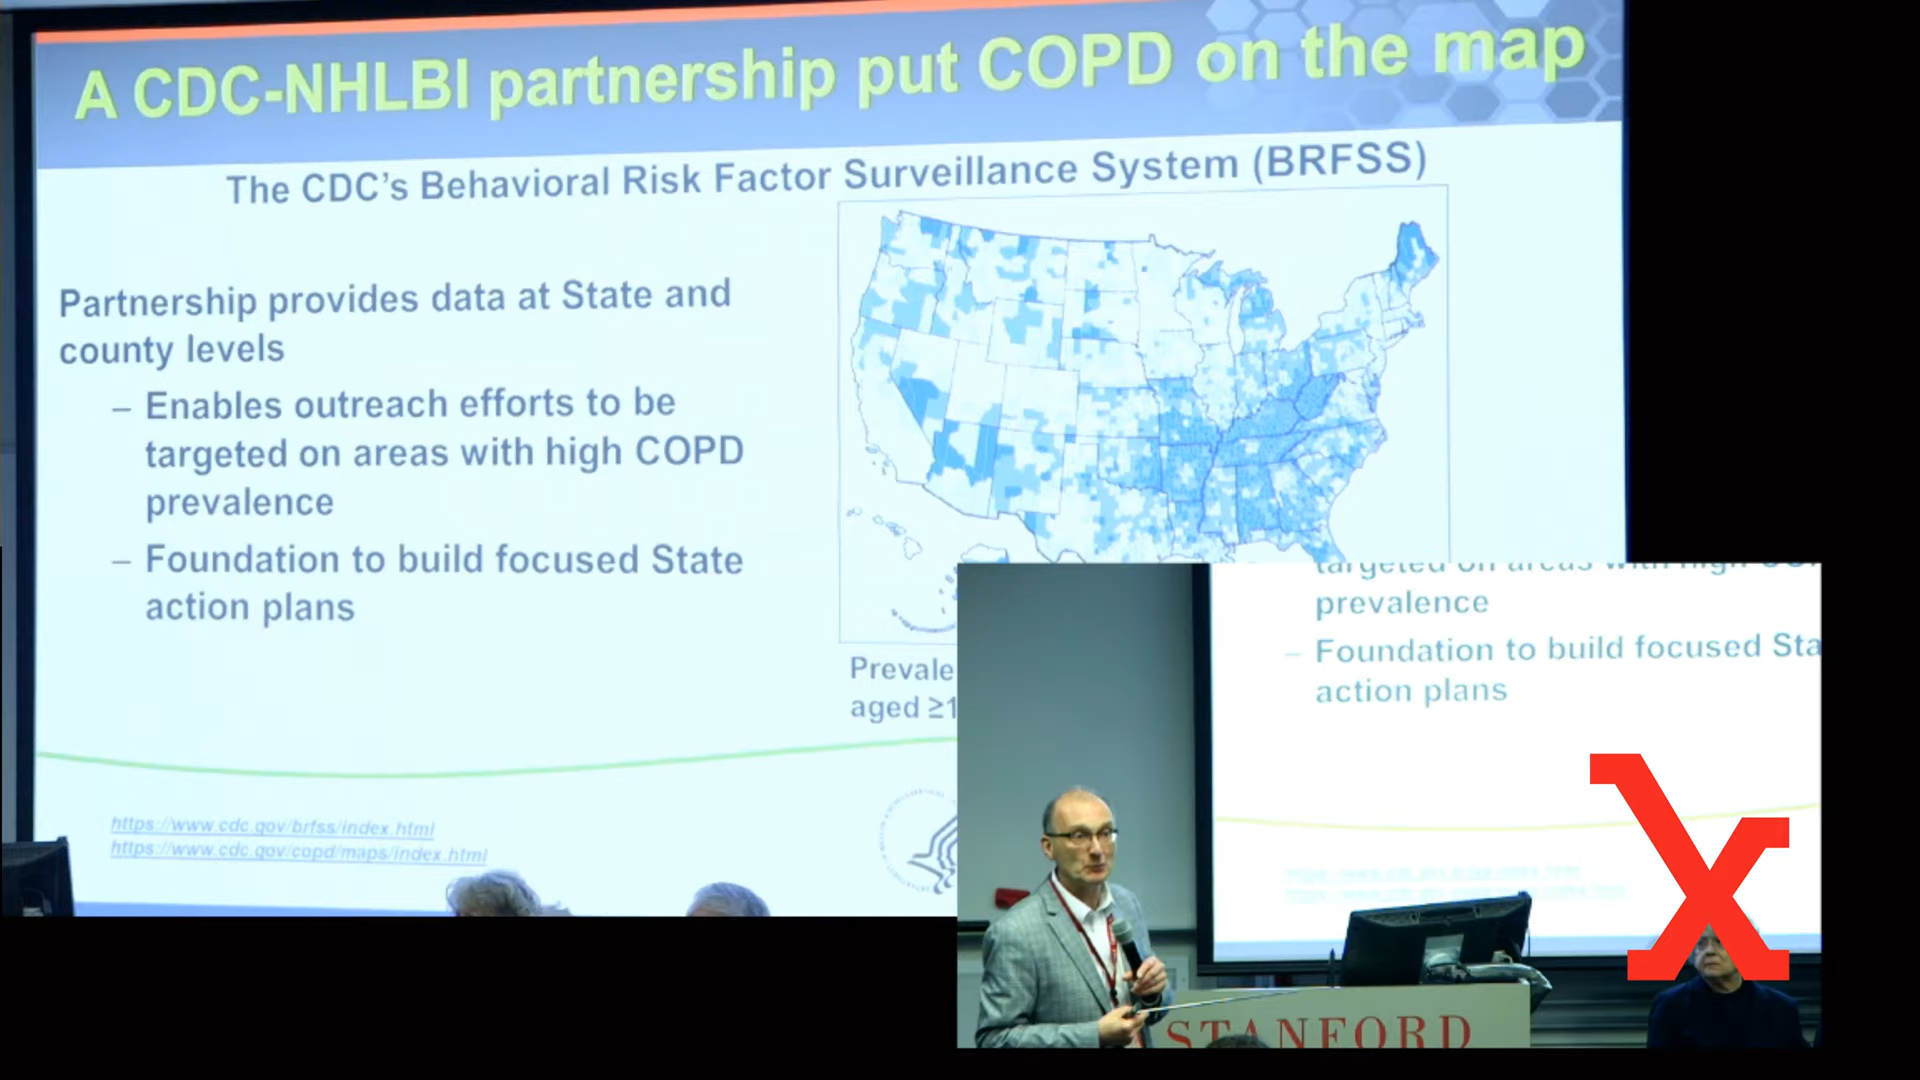 A CDC-NHLBI partnership put COPD on the map
The CDC's Behavioral Risk Factor Surveillance System (BRFSS)
Partnership provides data at State and
county levels
– Enables outreach efforts to be
targeted on areas with high COPD
prevalence
– Foundation to build focused State
action plans
Prevale
aged ≥1
https://www.cdc.gov/brfss/index.html
https://www.cdc.gov/copd/maps/index.html
targeted on areas with high CO
prevalence
– Foundation to build focused Sta
action plans
STANFORD
X